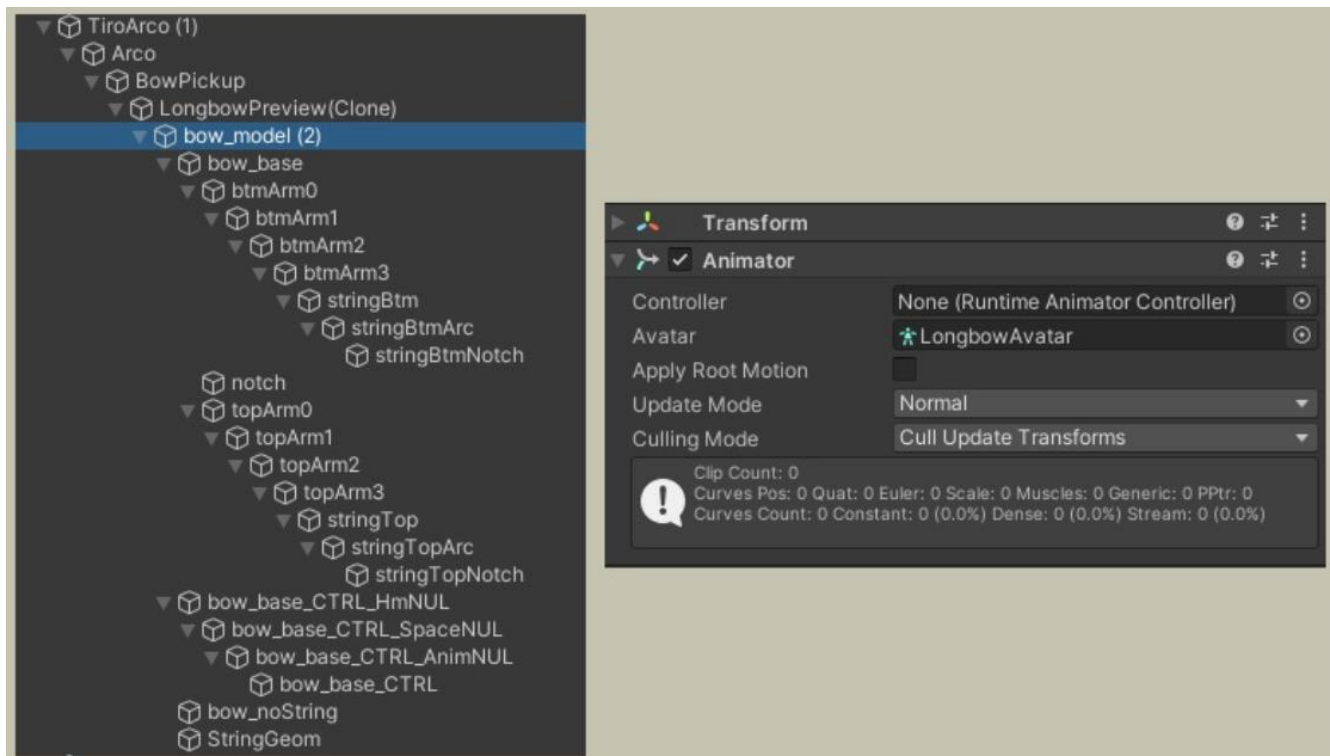 TiroArco (1)
Arco
BowPickup
LongbowPreview(Clone)
bow_model (2)
bow_base
btmArm0
btmArm1
btmArm2
btmArm3
stringBtm
stringBtmArc
stringBtmNotch
notch
topArm0
topArm1
topArm2
topArm3
stringTop
stringTopArc
stringTopNotch
bow_base_CTRL_HmNUL
bow_base_CTRL_SpaceNUL
bow_base_CTRL_AnimNUL
bow_base_CTRL
bow_noString
StringGeom
Transform
Animator
Controller None (Runtime Animator Controller)
Avatar LongbowAvatar
Apply Root Motion
Update Mode Normal
Culling Mode Cull Update Transforms
Clip Count: 0
Curves Pos: 0 Quat: 0 Euler: 0 Scale: 0 Muscles: 0 Generic: 0 PPtr: 0
Curves Count: 0 Constant: 0 (0.0%) Dense: 0 (0.0%) Stream: 0 (0.0%)